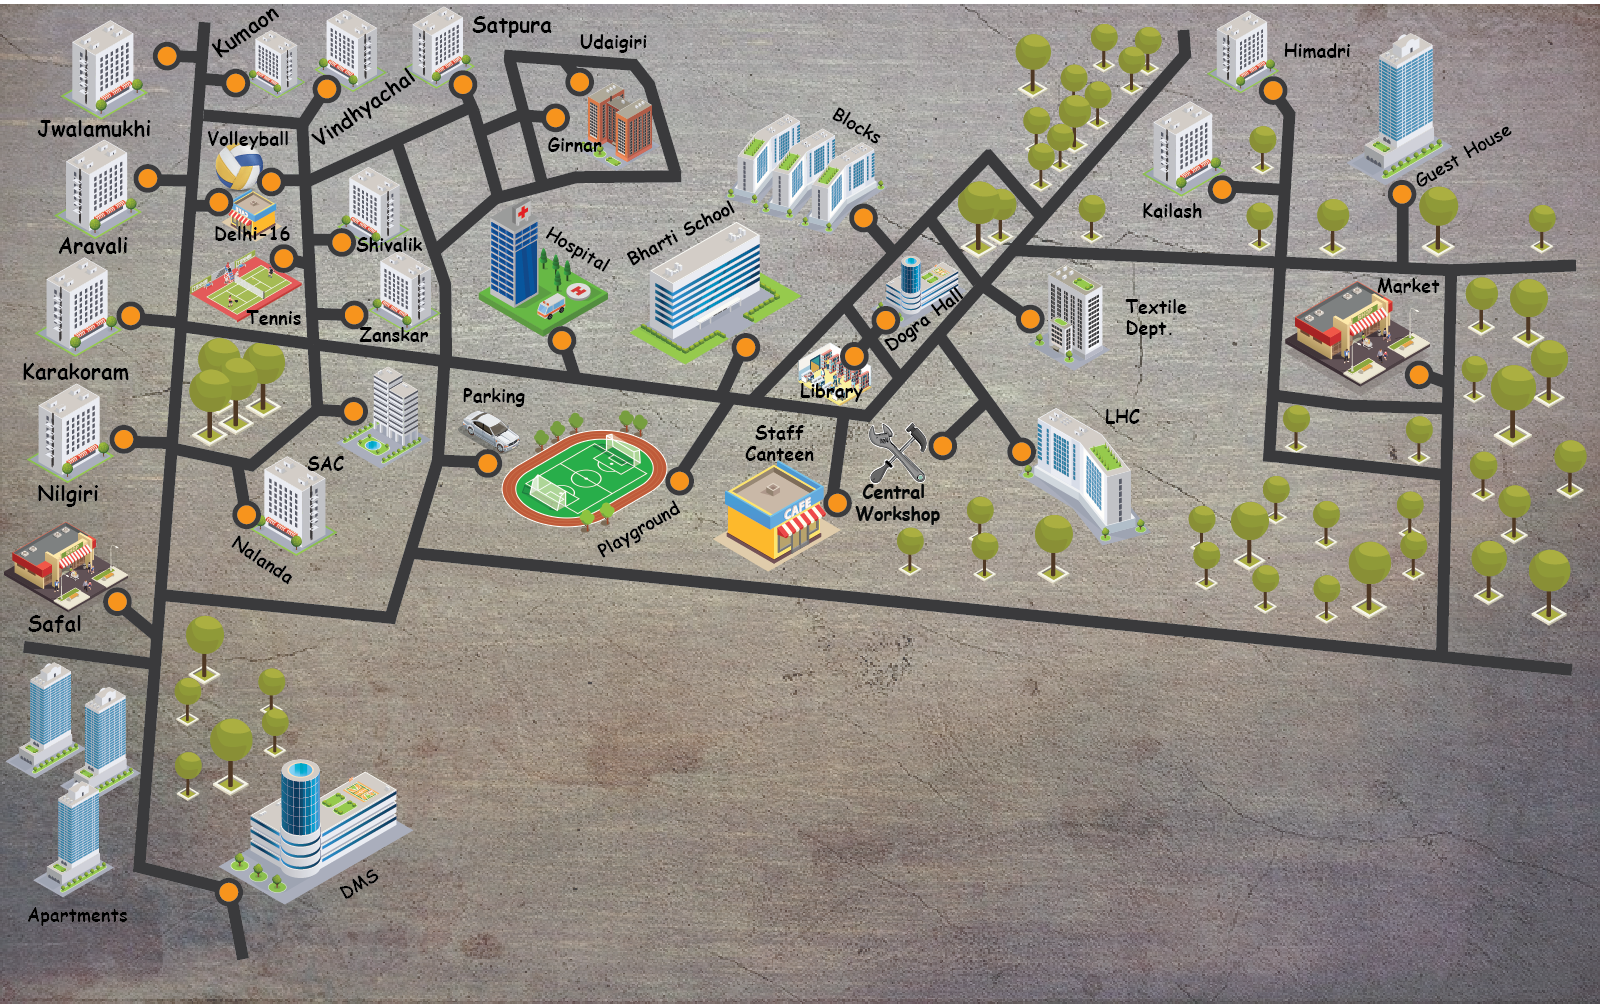 Kumaon
Satpura
Udaigiri
Himadri
Jwalamukhi
Vindhyachal
Volleyball
Girnar
Blocks
Guest House
Aravali
Delhi-16
Shivalik
Hospital
Bharti School
Kailash
Tennis
Zanskar
Dogra Hall
Textile
Dept.
Market
Karakoram
Parking
Library
LHC
Nilgiri
SAC
Staff
Canteen
CAFE
Central
Workshop
Playground
Nalanda
Safal
DMS
Apartments